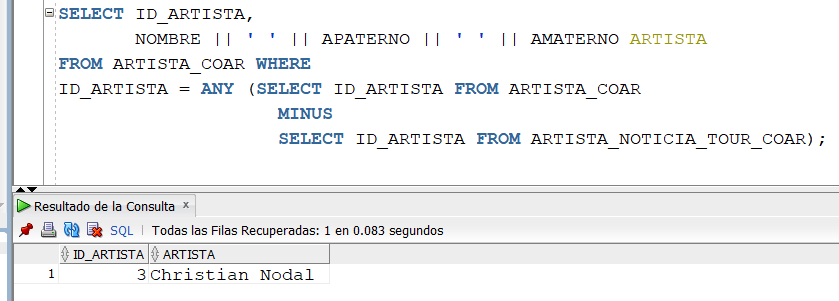 SELECT ID_ARTISTA,
NOMBRE || ' ' || APATERNO || ' ' || AMATERNO ARTISTA
FROM ARTISTA_COAR WHERE
ID_ARTISTA = ANY (SELECT ID_ARTISTA FROM ARTISTA_COAR
MINUS
SELECT ID_ARTISTA FROM ARTISTA_NOTICIA_TOUR_COAR);
Resultado de la Consulta x
SQL | Todas las Filas Recuperadas: 1 en 0.083 segundos
ID_ARTISTA ARTISTA
1 3 Christian Nodal